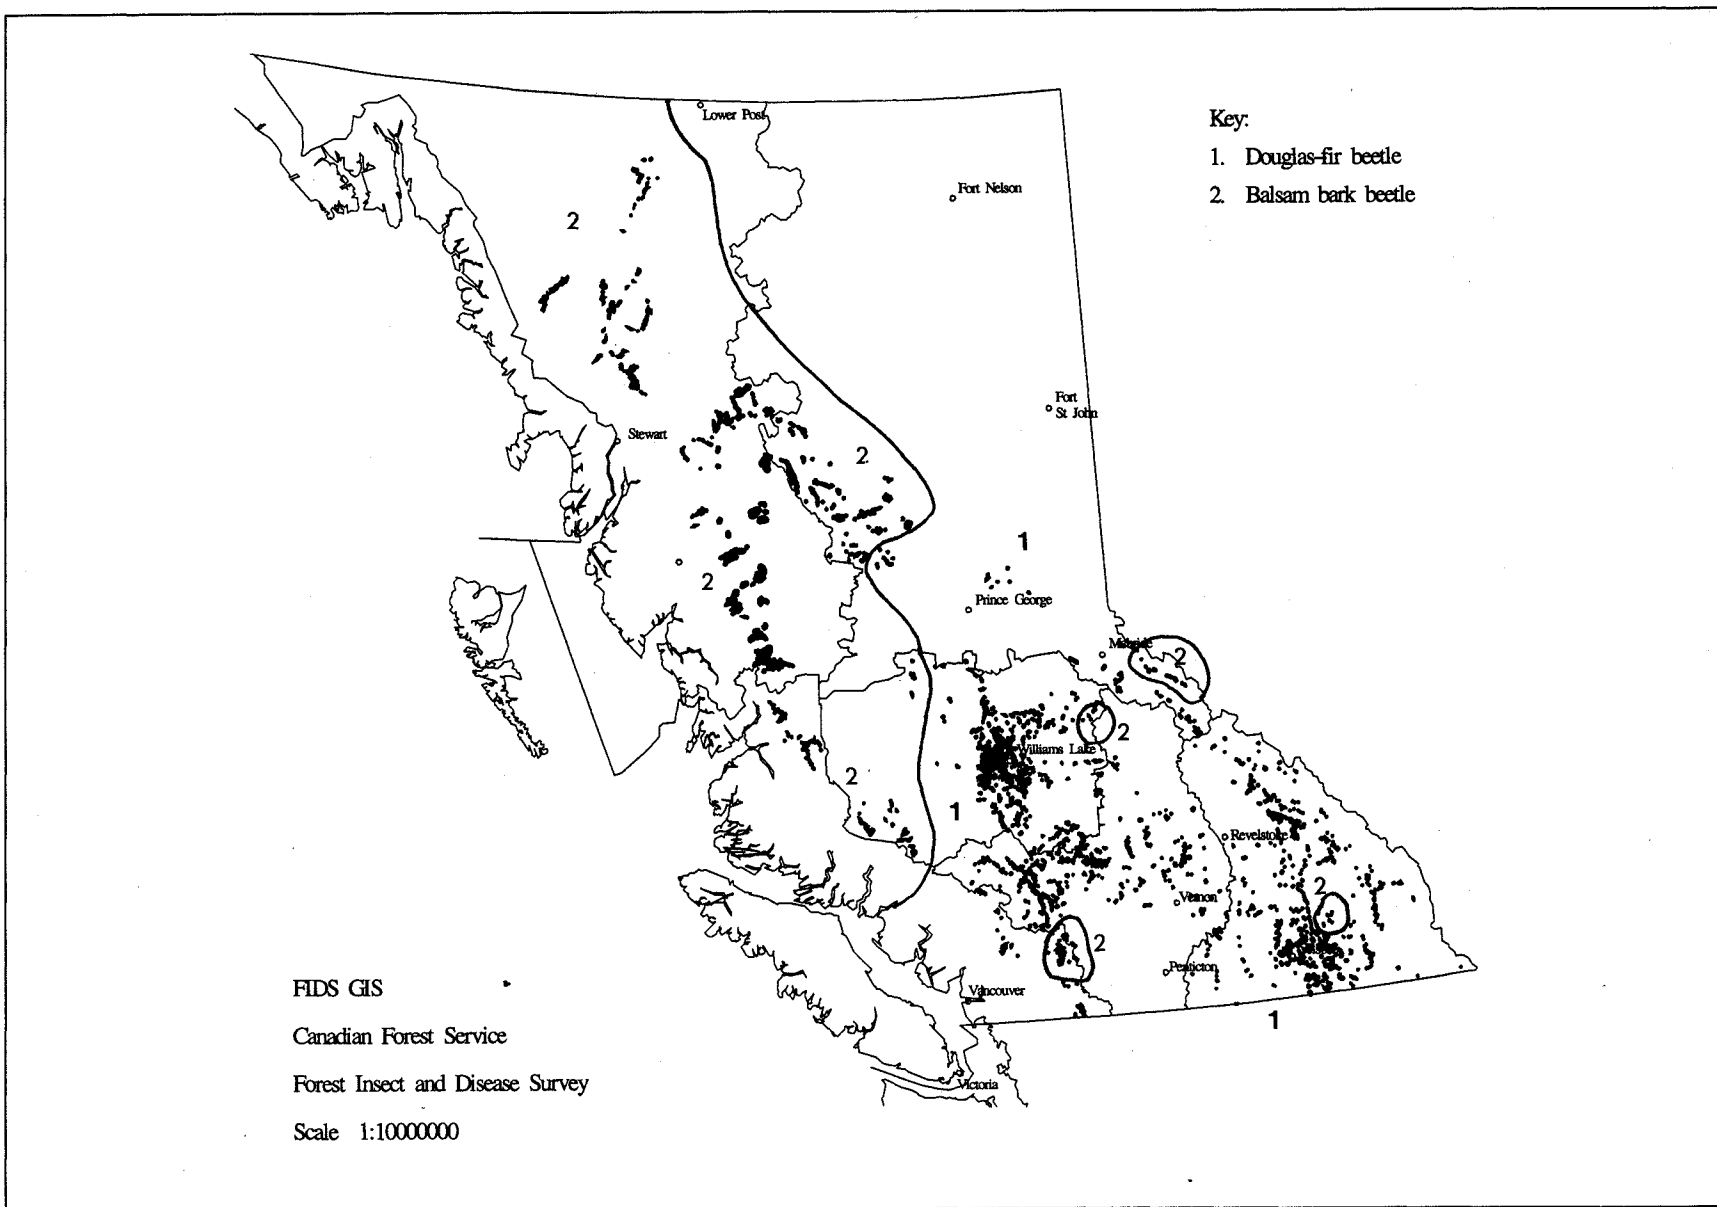 Lower Post
Key:
1. Douglas-fir beetle
2. Balsam bark beetle
Fort Nelson
2
Fort
St John
Stewart
2
1
2
Prince George
2
2
Williams Lake
2
1
Revelstoke
2
Vernon
2
Penticton
Vancouver
1
Victoria
FIDS GIS
Canadian Forest Service
Forest Insect and Disease Survey
Scale 1:10000000